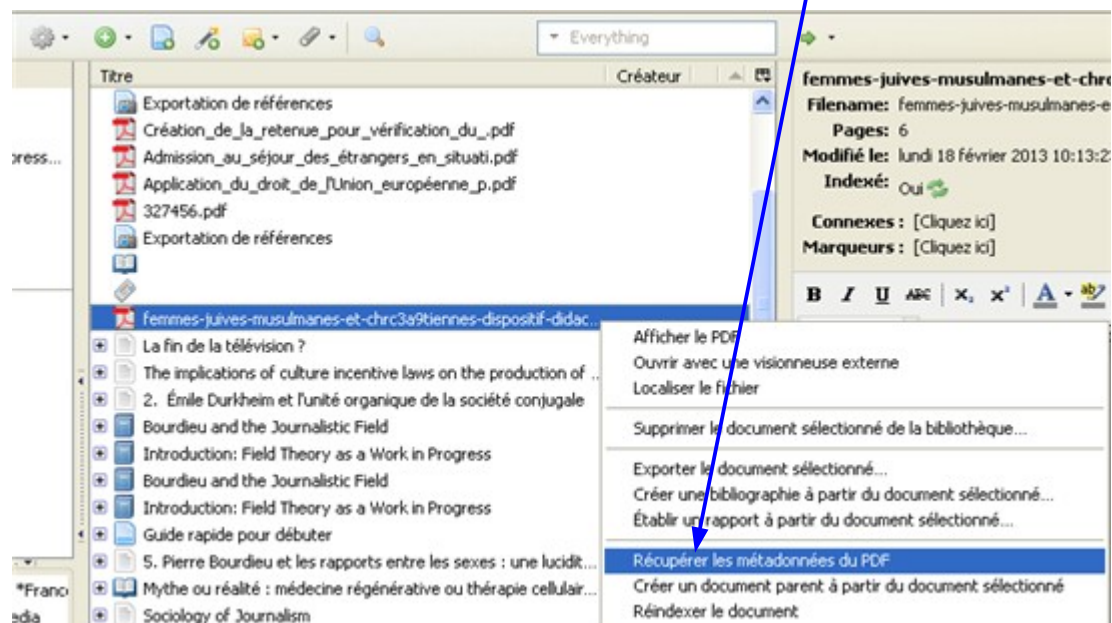 Everything
Titre Créateur
Exportation de références
Création_de_la_retenue_pour_vérification_du_.pdf
Admission_au_séjour_des_étrangers_en_situati.pdf
Application_du_droit_de_l'Union_européenne_p.pdf
327456.pdf
Exportation de références
femmes-juives-musulmanes-et-chrc3a9tiennes-dispositif-didac...
La fin de la télévision ?
The implications of culture incentive laws on the production of ...
2. Émile Durkheim et l'unité organique de la société conjugale
Bourdieu and the Journalistic Field
Introduction: Field Theory as a Work in Progress
Bourdieu and the Journalistic Field
Introduction: Field Theory as a Work in Progress
Guide rapide pour débuter
5. Pierre Bourdieu et les rapports entre les sexes : une lucidit...
Mythe ou réalité : médecine régénérative ou thérapie cellulair...
Sociology of Journalism
press...
*Franco
edia
femmes-juives-musulmanes-et-chrc
Filename: femmes-juives-musulmanes-e
Pages: 6
Modifié le: lundi 18 février 2013 10:13:2
Indexé: Oui
Connexes : [Cliquez ici]
Marqueurs : [Cliquez ici]
B I U ABC X₂ X² A ab
Afficher le PDF
Ouvrir avec une visionneuse externe
Localiser le fichier
Supprimer le document sélectionné de la bibliothèque...
Exporter le document sélectionné...
Créer une bibliographie à partir du document sélectionné...
Établir un rapport à partir du document sélectionné...
Récupérer les métadonnées du PDF
Créer un document parent à partir du document sélectionné
Réindexer le document